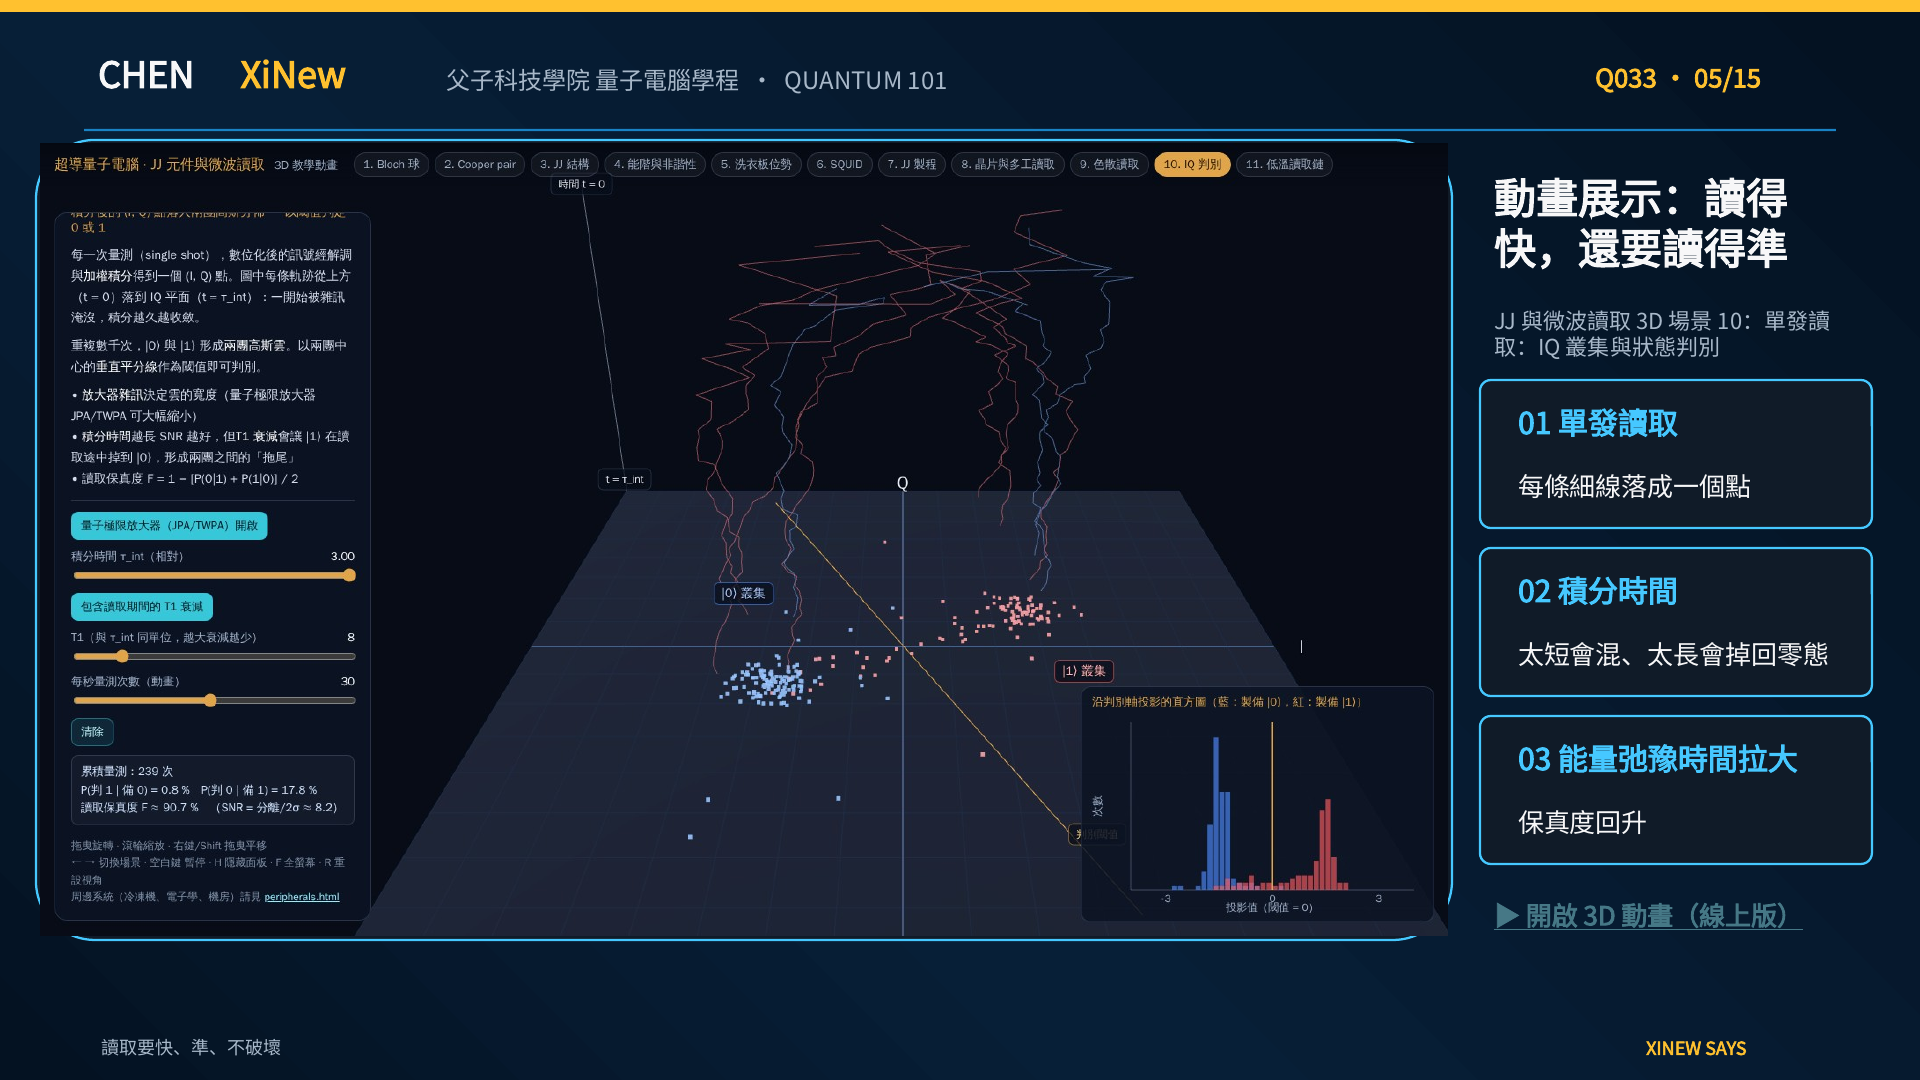 CHEN XiNew 父子科技學院 量子電腦學程 • QUANTUM 101 Q033 • 05/15
超導量子電腦 · JJ 元件與微波讀取 3D 教學動畫 1. Bloch 球 2. Cooper pair 3. JJ 結構 4. 能階與非諧性 5. 洗衣板位勢 6. SQUID 7. JJ 製程 8. 晶片與多工讀取 9. 色散讀取 10. IQ 判別 11. 低溫讀取鏈
時間 t = 0
0 或 1
每一次量測（single shot），數位化後的訊號經解調
與加權積分得到一個 (I, Q) 點。圖中每條軌跡從上方
（t = 0）落到 IQ 平面（t = τ_int）：一開始被雜訊
淹沒，積分越久越收斂。
重複數千次，|0⟩ 與 |1⟩ 形成兩團高斯雲。以兩團中
心的垂直平分線作為閾值即可判別。
• 放大器雜訊決定雲的寬度（量子極限放大器
JPA/TWPA 可大幅縮小）
• 積分時間越長 SNR 越好，但T1 衰減會讓 |1⟩ 在讀
取途中掉到 |0⟩，形成兩團之間的「拖尾」
• 讀取保真度 F = 1 − [P(0|1) + P(1|0)] / 2
量子極限放大器（JPA/TWPA）開啟
積分時間 τ_int（相對） 3.00
包含讀取期間的 T1 衰減
T1（與 τ_int 同單位，越大衰減越少） 8
每秒量測次數（動畫） 30
清除
累積量測：239 次
P(判 1 | 備 0) = 0.8 % P(判 0 | 備 1) = 17.8 %
讀取保真度 F ≈ 90.7 % （SNR = 分離/2σ ≈ 8.2）
拖曳旋轉 · 滾輪縮放 · 右鍵/Shift 拖曳平移
← → 切換場景 · 空白鍵 暫停 · H 隱藏面板 · F 全螢幕 · R 重
設視角
周邊系統（冷凍機、電子學、機房）請見 peripherals.html
t = τ_int
Q
I
|0⟩ 叢集
|1⟩ 叢集
判別閾值
沿判別軸投影的直方圖（藍：製備 |0⟩，紅：製備 |1⟩）
次數
-3 0 3
投影值（閾值 = 0）
動畫展示：讀得
快，還要讀得準
JJ 與微波讀取 3D 場景 10：單發讀
取：IQ 叢集與狀態判別
01 單發讀取
每條細線落成一個點
02 積分時間
太短會混、太長會掉回零態
03 能量弛豫時間拉大
保真度回升
▶ 開啟 3D 動畫（線上版）
讀取要快、準、不破壞
XINEW SAYS